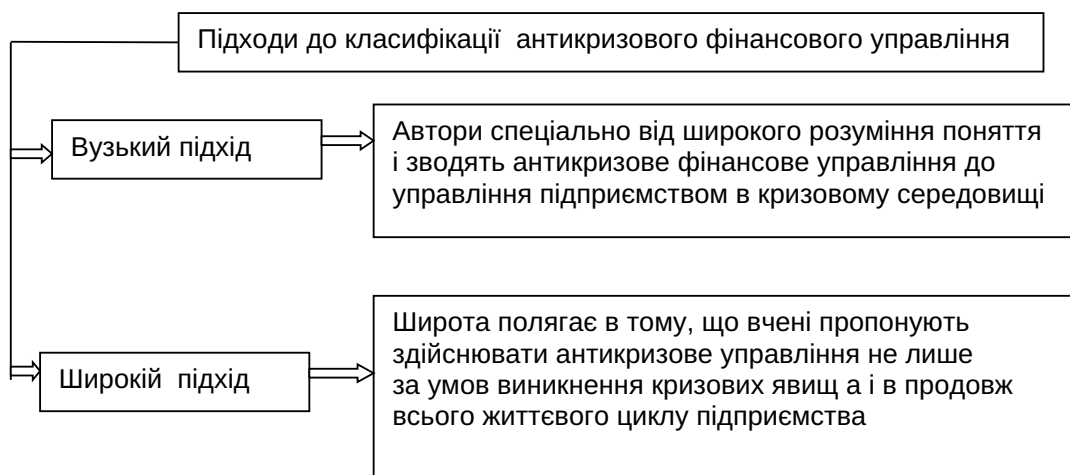 Підходи до класифікації антикризового фінансового управління
Вузький підхід
Автори спеціально від широкого розуміння поняття
і зводять антикризове фінансове управління до
управління підприємством в кризовому середовищі
Широкій підхід
Широта полягає в тому, що вчені пропонують
здійснювати антикризове управління не лише
за умов виникнення кризових явищ а і в продовж
всього життєвого циклу підприємства